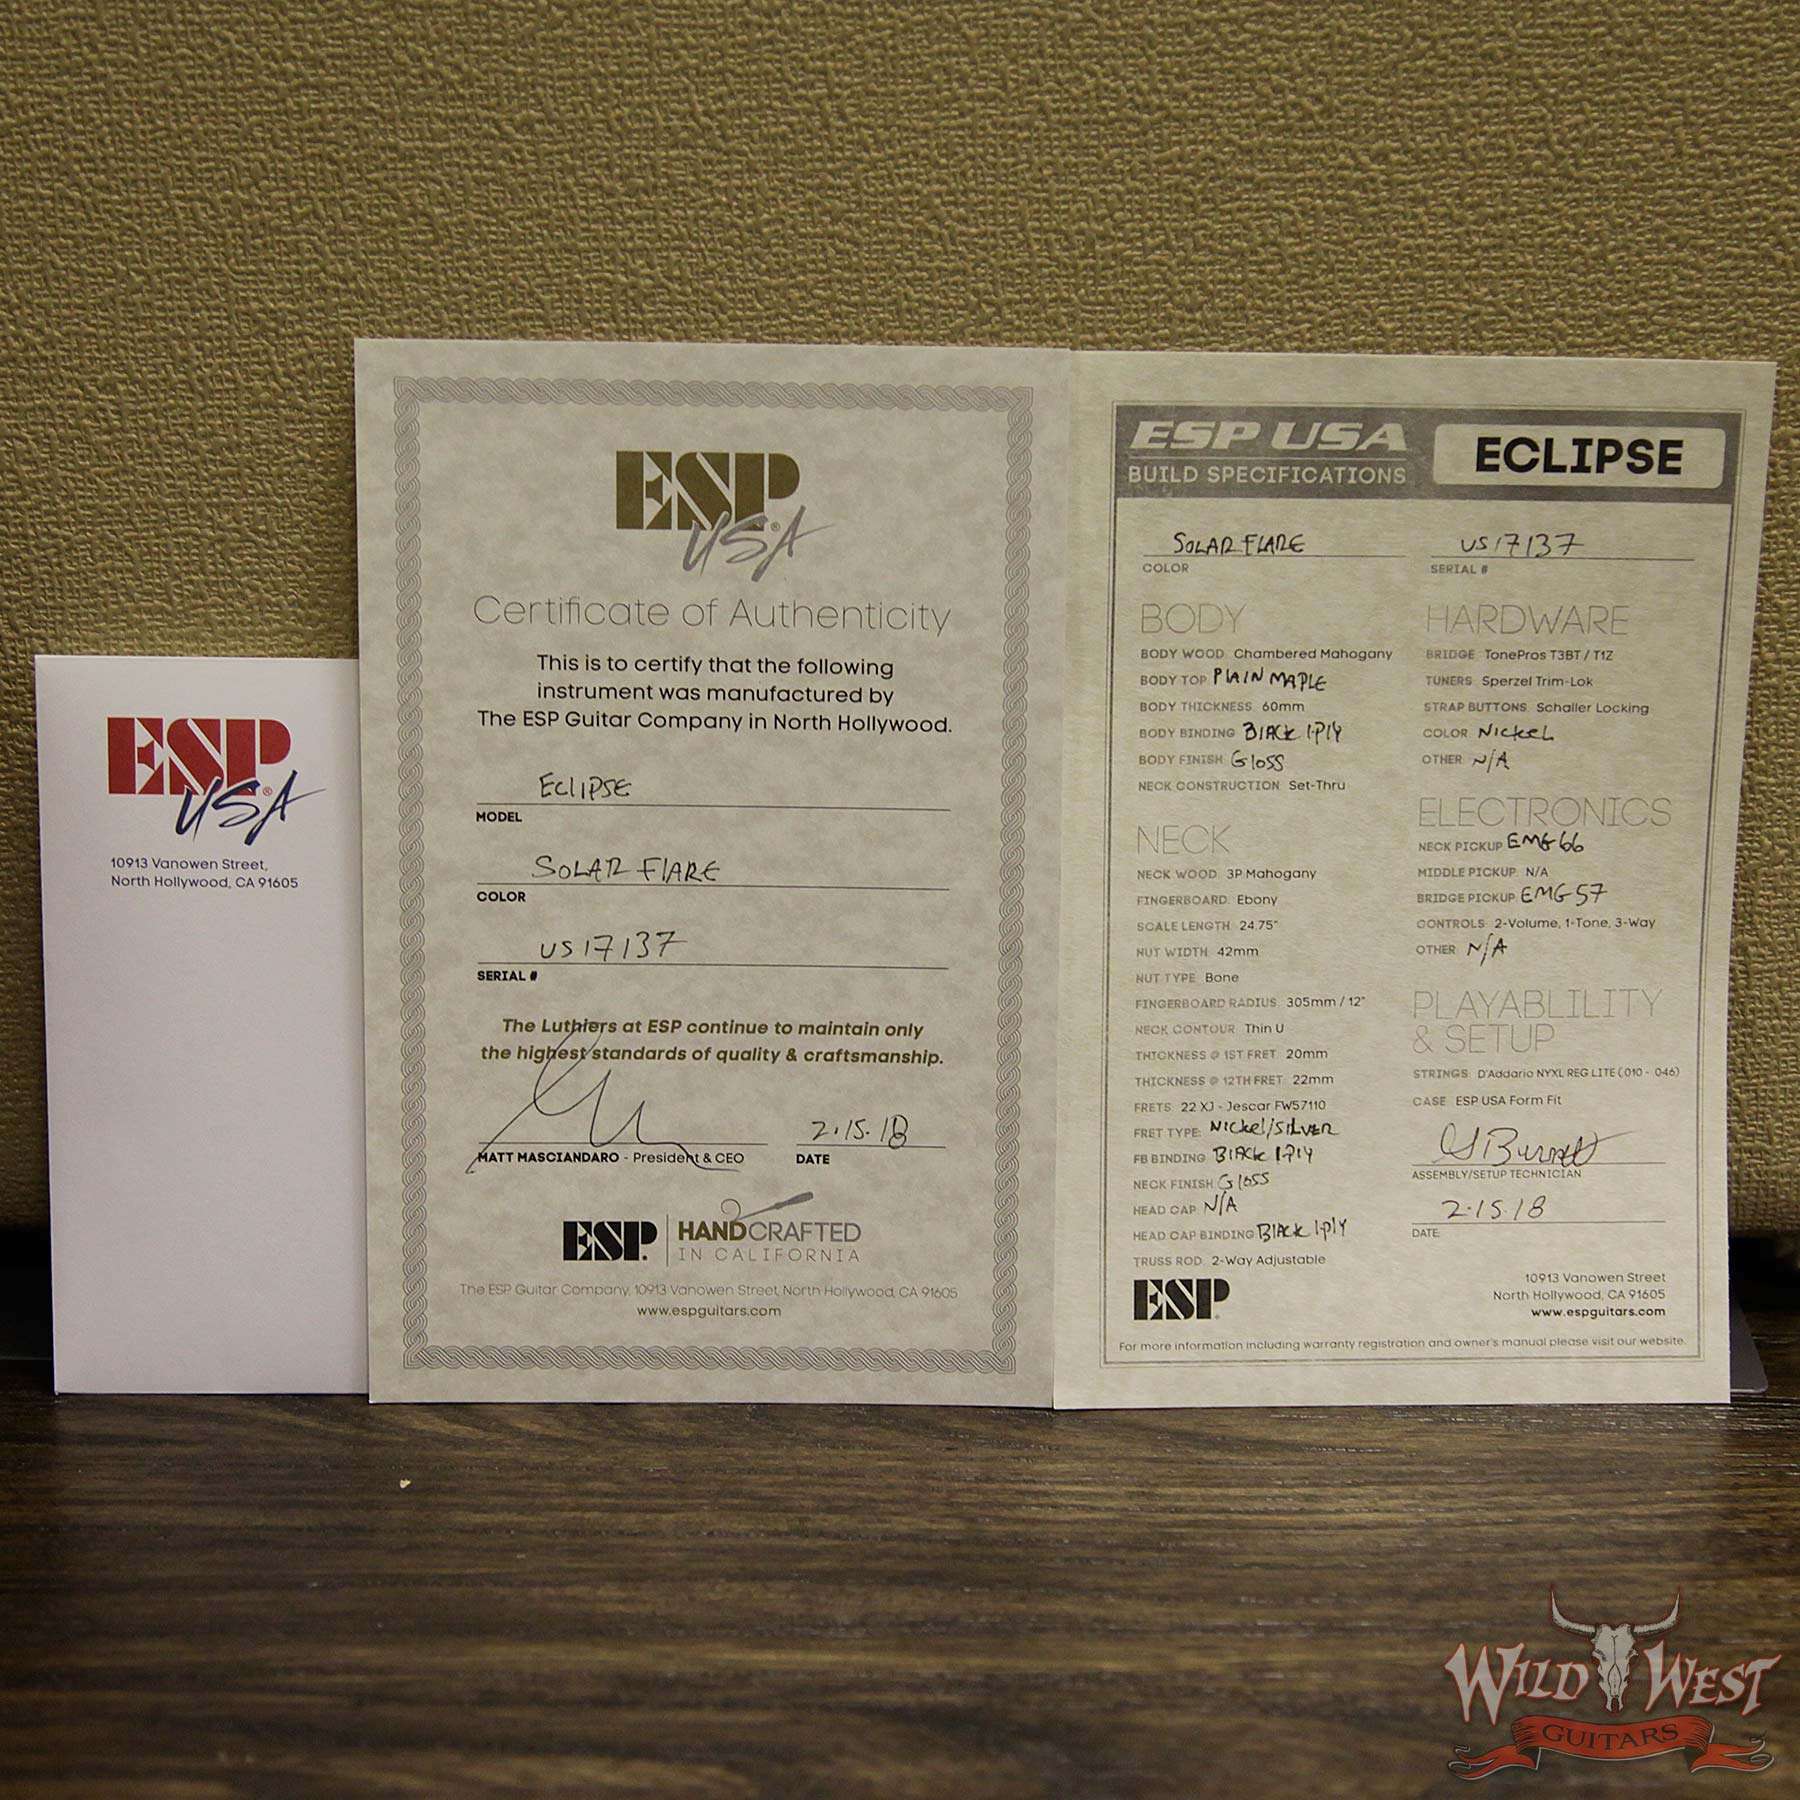 ESP
USA
10913 Vanowen Street,
North Hollywood, CA 91605
ESP
USA
Certificate of Authenticity
This is to certify that the following
instrument was manufactured by
The ESP Guitar Company in North Hollywood.
ECLIPSE
MODEL
SOLAR FLARE
COLOR
US17137
SERIAL #
The Luthiers at ESP continue to maintain only
the highest standards of quality & craftsmanship.
2·15·18
MATT MASCIANDARO - President & CEO
DATE
ESP HANDCRAFTED
IN CALIFORNIA
The ESP Guitar Company, 10913 Vanowen Street, North Hollywood, CA 91605
www.espguitars.com
ESP USA
BUILD SPECIFICATIONS
ECLIPSE
SOLAR FLARE
COLOR
US17137
SERIAL #
BODY
BODY WOOD Chambered Mahogany
BODY TOP PLAIN MAPLE
BODY THICKNESS 60mm
BODY BINDING BLACK 1-PLY
BODY FINISH GLOSS
NECK CONSTRUCTION Set-Thru
NECK
NECK WOOD 3P Mahogany
FINGERBOARD Ebony
SCALE LENGTH 24.75"
NUT WIDTH 42mm
NUT TYPE Bone
FINGERBOARD RADIUS 305mm / 12"
NECK CONTOUR Thin U
THICKNESS @ 1ST FRET 20mm
THICKNESS @ 12TH FRET 22mm
FRETS 22 XJ - Jescar FW57110
FRET TYPE: NICKEL/SILVER
FB BINDING BLACK 1-PLY
NECK FINISH GLOSS
HEAD CAP N/A
HEAD CAP BINDING BLACK 1-PLY
TRUSS ROD 2-Way Adjustable
HARDWARE
BRIDGE TonePros T3BT / T1Z
TUNERS Sperzel Trim-Lok
STRAP BUTTONS Schaller Locking
COLOR NICKEL
OTHER N/A
ELECTRONICS
NECK PICKUP EMG 66
MIDDLE PICKUP N/A
BRIDGE PICKUP EMG 57
CONTROLS 2-Volume, 1-Tone, 3-Way
OTHER N/A
PLAYABLILITY
& SETUP
STRINGS D'Addario NYXL REG LITE (010 - 046)
CASE ESP USA Form Fit
ASSEMBLY/SETUP TECHNICIAN
2·15·18
DATE
ESP
10913 Vanowen Street
North Hollywood, CA 91605
www.espguitars.com
For more information including warranty registration and owner's manual please visit our website.
WILD WEST
GUITARS